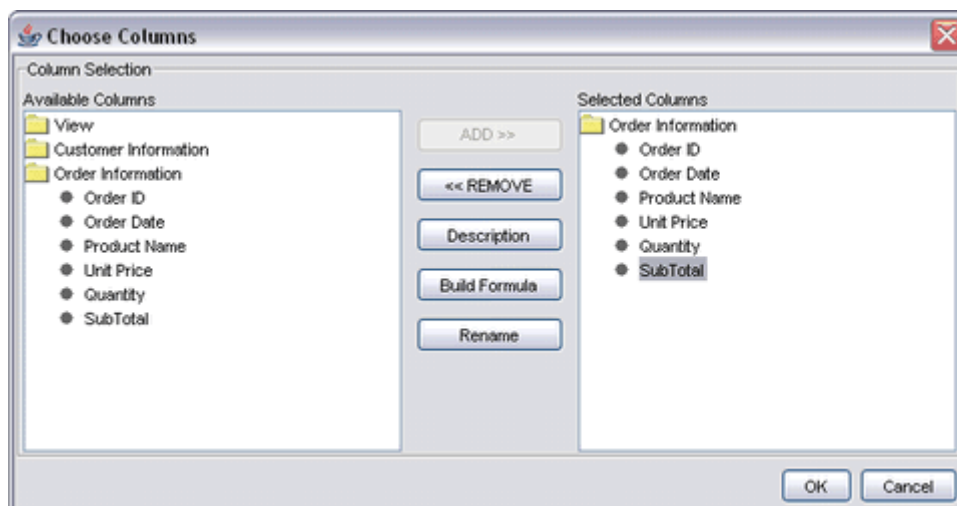 Choose Columns
Column Selection
Available Columns
View
Customer Information
Order Information
Order ID
Order Date
Product Name
Unit Price
Quantity
SubTotal
ADD >>
<< REMOVE
Description
Build Formula
Rename
Selected Columns
Order Information
Order ID
Order Date
Product Name
Unit Price
Quantity
SubTotal
OK
Cancel